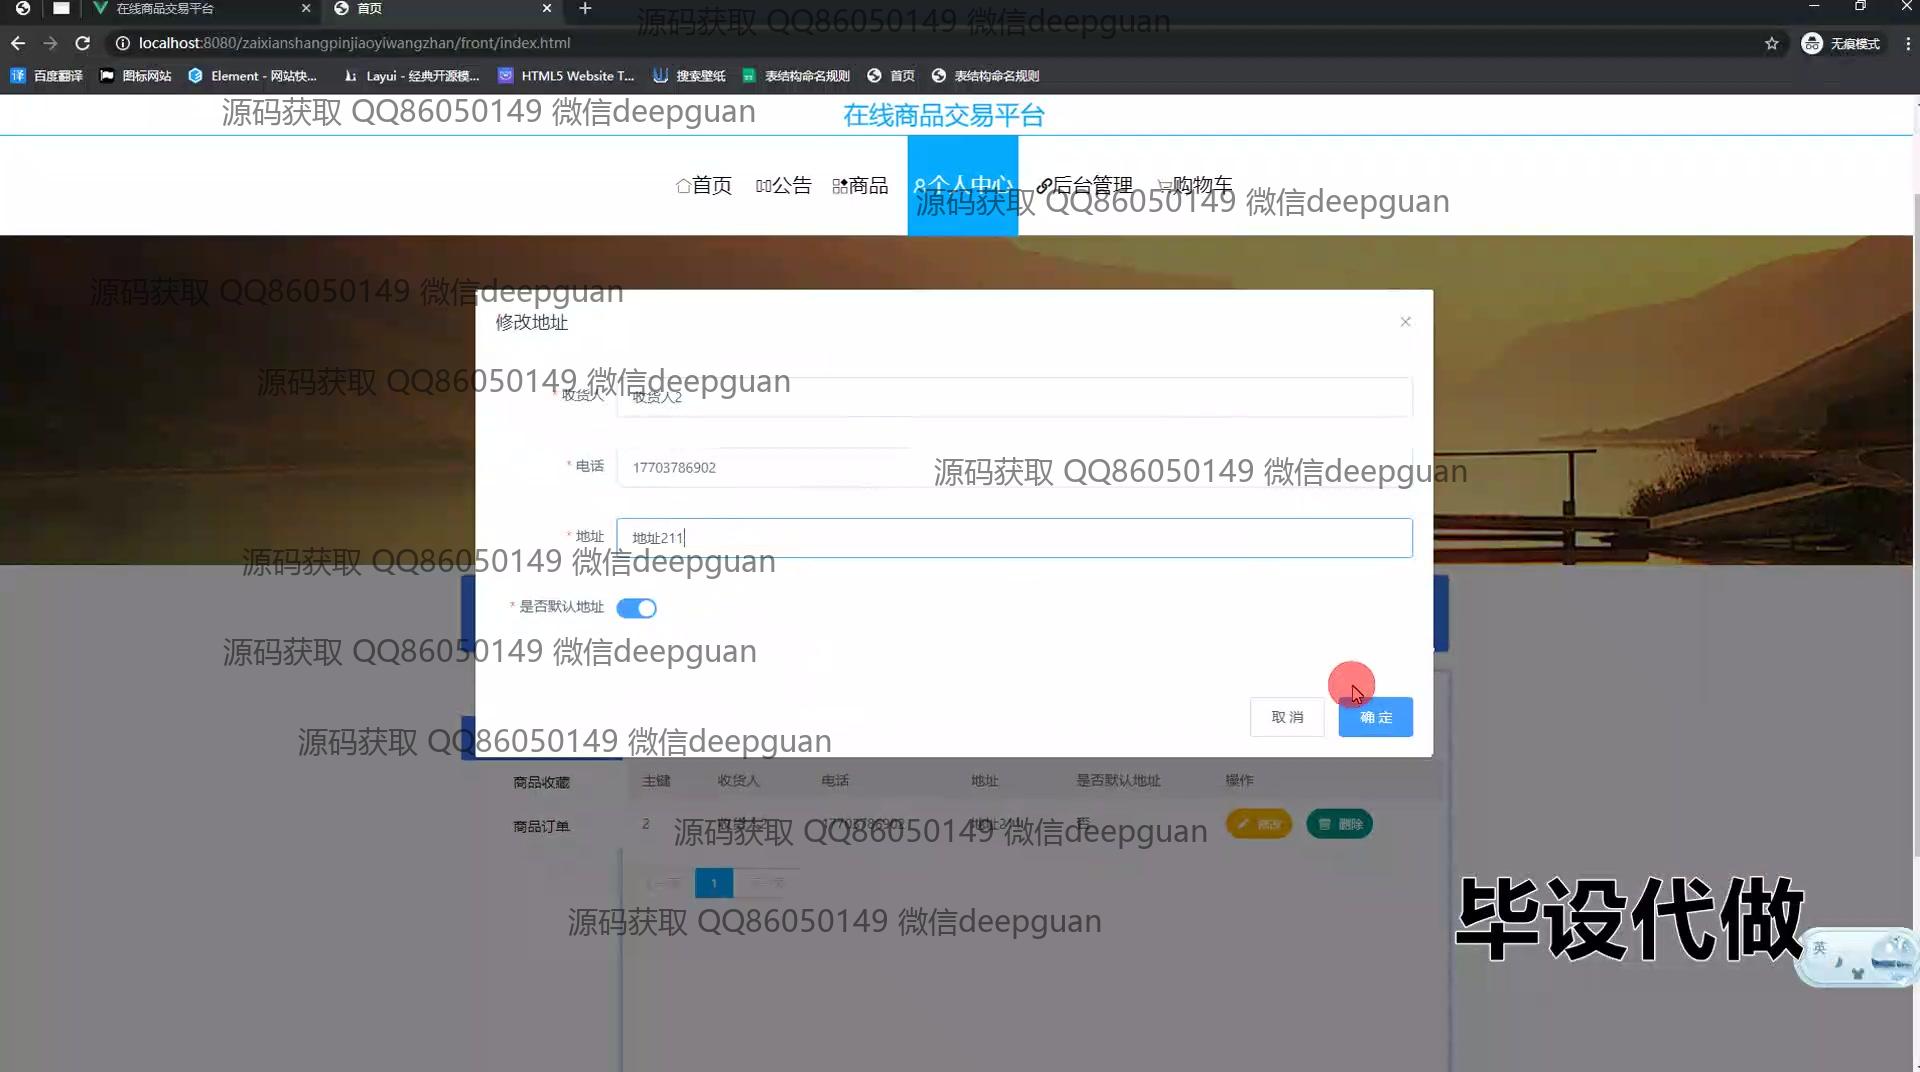 在线商品交易平台
首页
源码获取 QQ86050149 微信deepguan
localhost:8080/zaixianshangpinjiaoyiwangzhan/front/index.html
无痕模式
百度翻译
图标网站
Element - 网站快...
Layui - 经典开源模...
HTML5 Website T...
搜索壁纸
表结构命名规则
首页
表结构命名规则
源码获取 QQ86050149 微信deepguan
在线商品交易平台
首页
公告
商品
个人中心
后台管理
购物车
源码获取 QQ86050149 微信deepguan
源码获取 QQ86050149 微信deepguan
修改地址
源码获取 QQ86050149 微信deepguan
* 收货人
收货人2
* 电话
17703786902
源码获取 QQ86050149 微信deepguan
* 地址
地址211
源码获取 QQ86050149 微信deepguan
* 是否默认地址
源码获取 QQ86050149 微信deepguan
取消
确定
源码获取 QQ86050149 微信deepguan
商品收藏
主键
收货人
电话
地址
是否默认地址
操作
商品订单
2
收货人2
17703786902
否
修改
删除
源码获取 QQ86050149 微信deepguan
1
源码获取 QQ86050149 微信deepguan
毕设代做
英